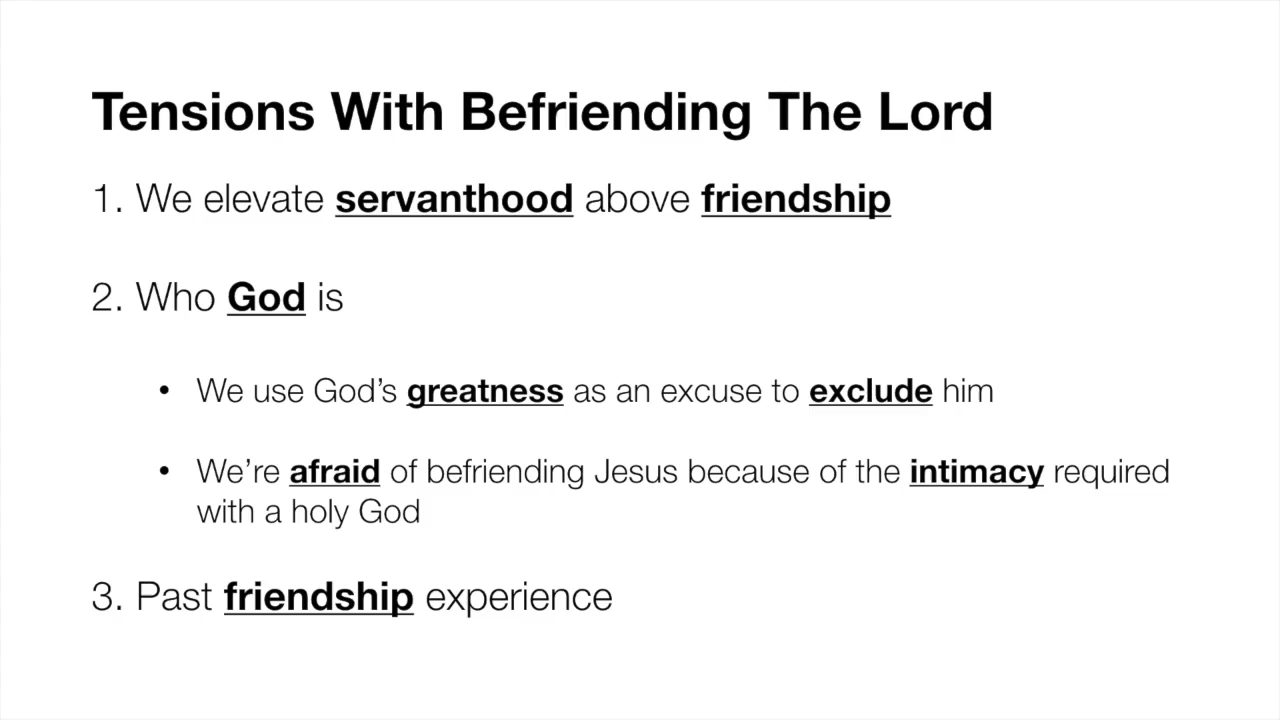 Tensions With Befriending The Lord
1. We elevate servanthood above friendship
2. Who God is
• We use God’s greatness as an excuse to exclude him
• We’re afraid of befriending Jesus because of the intimacy required
with a holy God
3. Past friendship experience